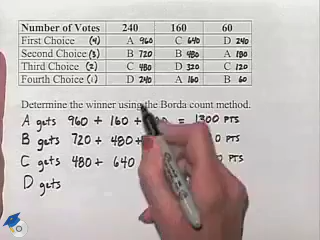 Number of Votes 240 160 60
First Choice (4) A 960 C 640 D 240
Second Choice (3) B 720 B 480 A 180
Third Choice (2) C 480 D 320 C 120
Fourth Choice (1) D 240 A 160 B 60
Determine the winner using the Borda count method.
A gets 960 + 160 + = 1300 PTS
B gets 720 + 480 + PTS
C gets 480 + 640 PTS
D gets